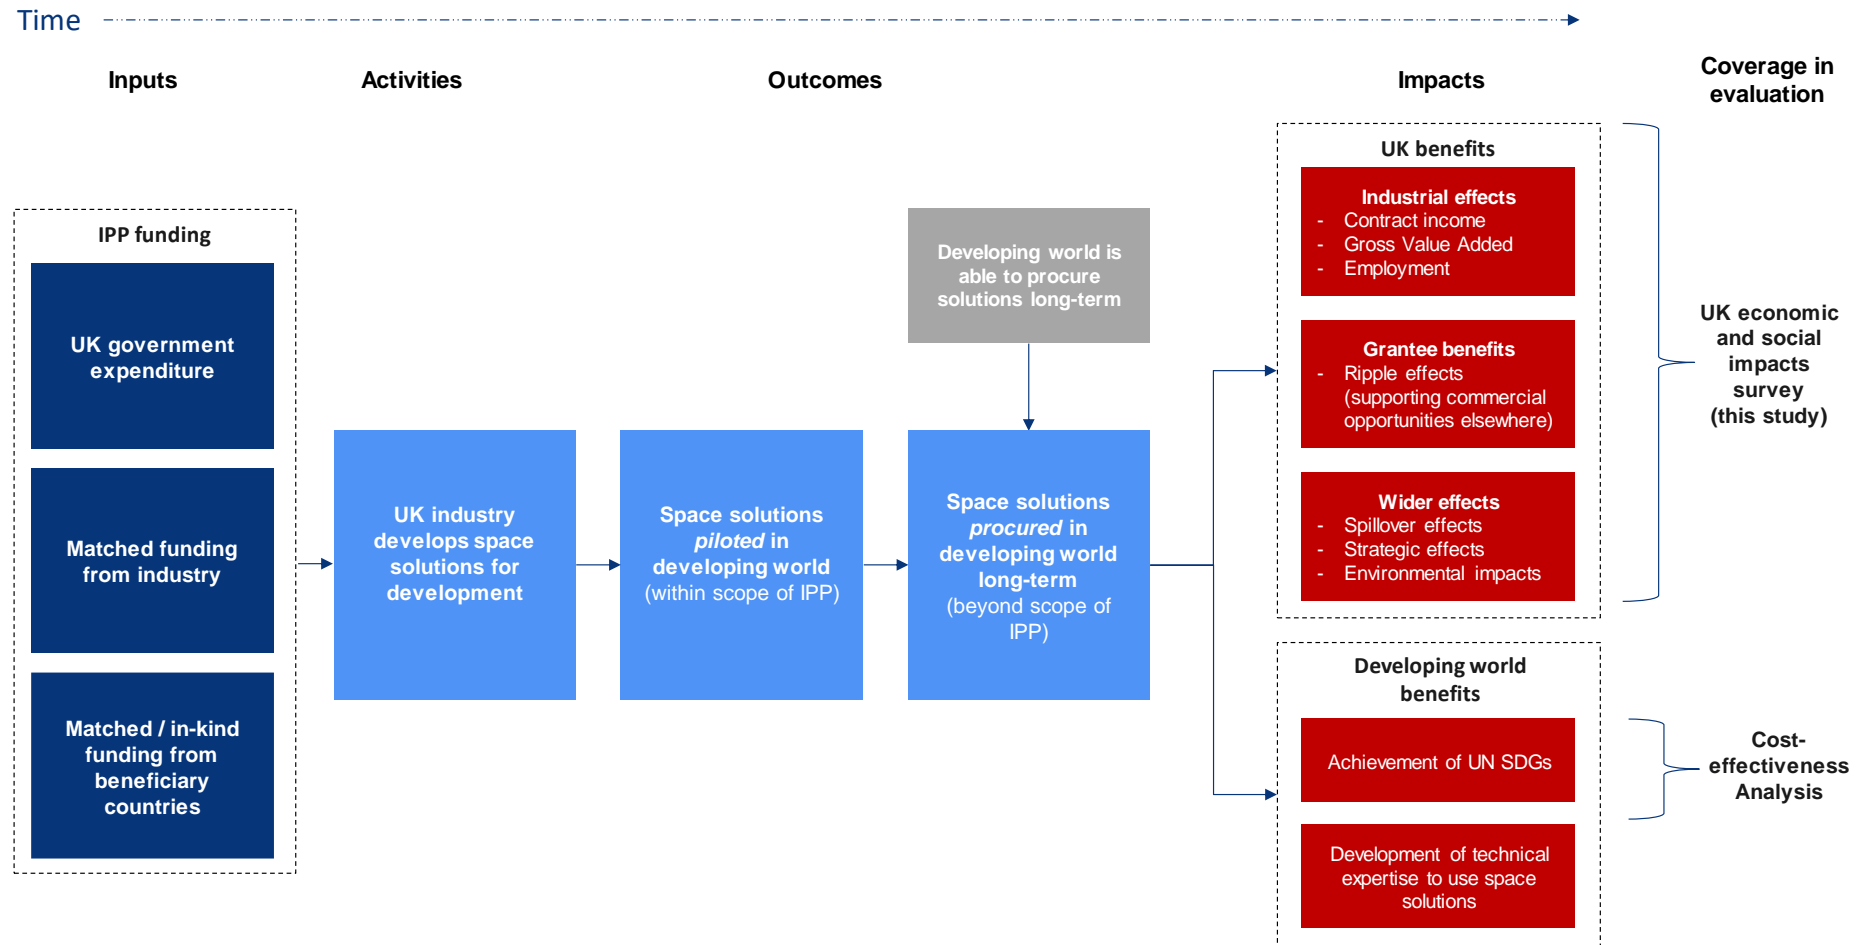 Time
Inputs
Activities
Outcomes
Impacts
Coverage in
evaluation
IPP funding
UK government
expenditure
Matched funding
from industry
Matched / in-kind
funding from
beneficiary
countries
UK industry
develops space
solutions for
development
Space solutions
piloted in
developing world
(within scope of IPP)
Developing world is
able to procure
solutions long-term
Space solutions
procured in
developing world
long-term
(beyond scope of
IPP)
UK benefits
Industrial effects
- Contract income
- Gross Value Added
- Employment
Grantee benefits
- Ripple effects
(supporting commercial
opportunities elsewhere)
Wider effects
- Spillover effects
- Strategic effects
- Environmental impacts
Developing world
benefits
Achievement of UN SDGs
Development of technical
expertise to use space
solutions
UK economic
and social
impacts
survey
(this study)
Cost-
effectiveness
Analysis